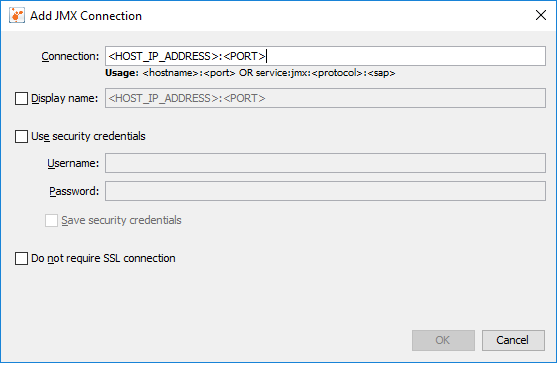 Add JMX Connection
Connection: <HOST_IP_ADDRESS>:<PORT>
Usage: <hostname>:<port> OR service:jmx:<protocol>:<sap>
Display name: <HOST_IP_ADDRESS>:<PORT>
Use security credentials
Username:
Password:
Save security credentials
Do not require SSL connection
OK Cancel